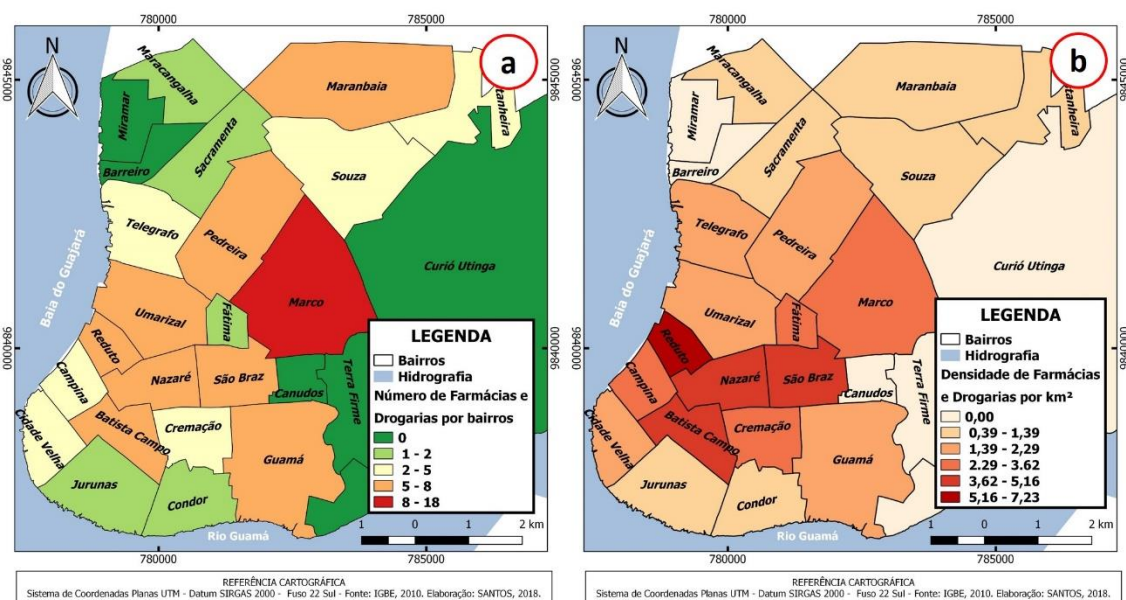 780000
785000
N
a
9845000
9840000
Maracangalha
Maranbaia
Miramar
Sacramenta
Barreiro
Souza
Telegrafo
Pedreira
Curió Utinga
Baia do Guajará
Marco
Umarizal
Fátima
Reduto
Campina
Nazaré
São Braz
Canudos
Terra Firme
Cidade Velha
Batista Campo
Cremação
Guamá
Jurunas
Condor
Rio Guamá
tanheira
LEGENDA
Bairros
Hidrografia
Número de Farmácias e
Drogarias por bairros
0
1 - 2
2 - 5
5 - 8
8 - 18
1 0 1 2 km
780000
785000
REFERÊNCIA CARTOGRÁFICA
Sistema de Coordenadas Planas UTM - Datum SIRGAS 2000 - Fuso 22 Sul - Fonte: IGBE, 2010. Elaboração: SANTOS, 2018.
780000
785000
N
b
9845000
9840000
Maracangalha
Maranbaia
Miramar
Sacramenta
tanheira
Barreiro
Souza
Telegrafo
Pedreira
Curió Utinga
Baia do Guajará
Marco
Umarizal
Fátima
Reduto
Campina
Nazaré
São Braz
Canudos
Terra Firme
Cidade Velha
Batista Campo
Cremação
Guamá
Jurunas
Condor
Rio Guamá
LEGENDA
Bairros
Hidrografia
Densidade de Farmácias
e Drogarias por km²
0,00
0,39 - 1,39
1,39 - 2,29
2.29 - 3.62
3,62 - 5,16
5,16 - 7,23
1 0 1 2 km
780000
785000
REFERÊNCIA CARTOGRÁFICA
Sistema de Coordenadas Planas UTM - Datum SIRGAS 2000 - Fuso 22 Sul - Fonte: IGBE, 2010. Elaboração: SANTOS, 2018.